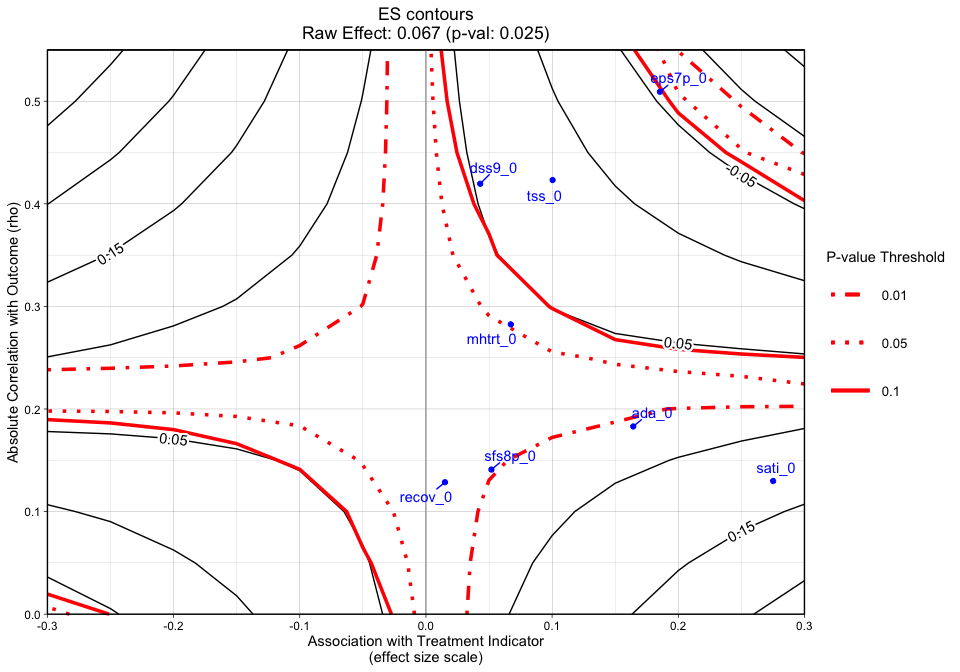 ES contours
Raw Effect: 0.067 (p-val: 0.025)
Absolute Correlation with Outcome (rho)
0.5
0.4
0.3
0.2
0.1
0.0
eps7p_0
dss9_0
tss_0
-0.05
0.15
mhtrt_0
0.05
0.05
ada_0
sfs8p_0
sati_0
recov_0
0.15
-0.3
-0.2
-0.1
0.0
0.1
0.2
0.3
Association with Treatment Indicator
(effect size scale)
P-value Threshold
0.01
0.05
0.1